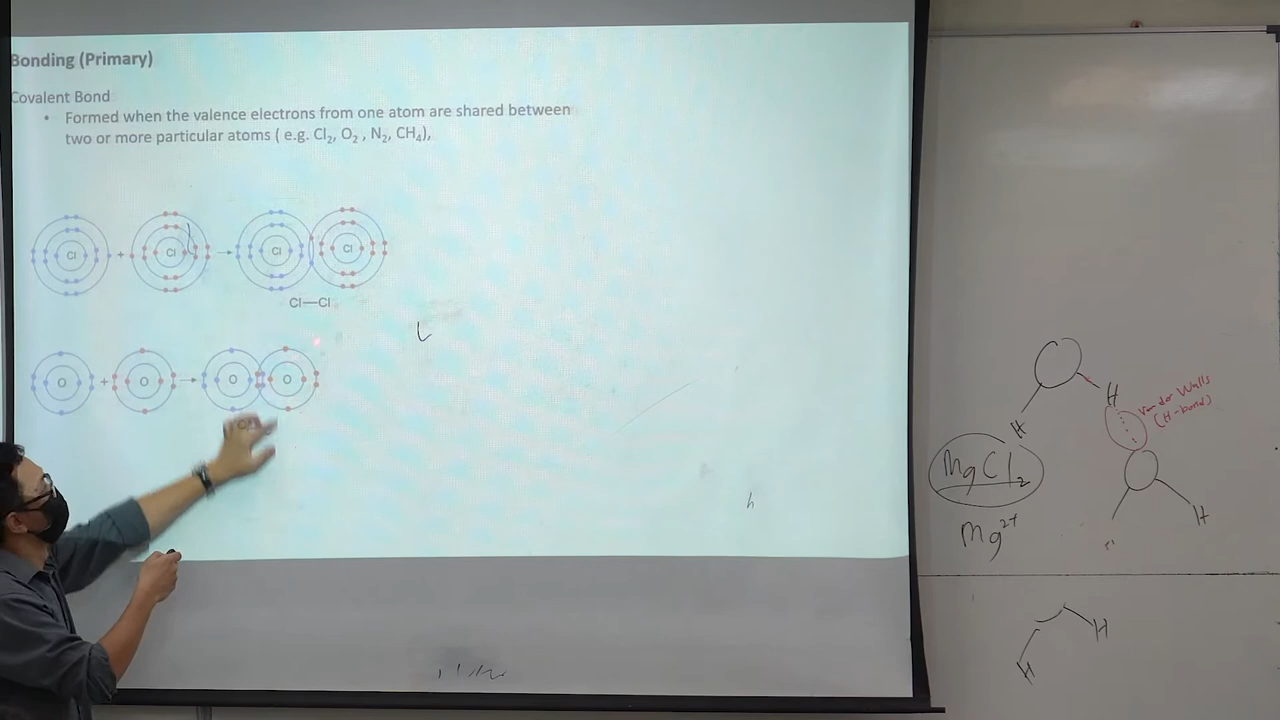 Bonding (Primary)
Covalent Bond
• Formed when the valence electrons from one atom are shared between
two or more particular atoms ( e.g. Cl₂, O₂ , N₂, CH₄),
Cl + Cl → Cl Cl
Cl—Cl
O + O → O O
H
H
van der Walls
(H-bond)
MgCl₂
Mg²⁺
H
H
H